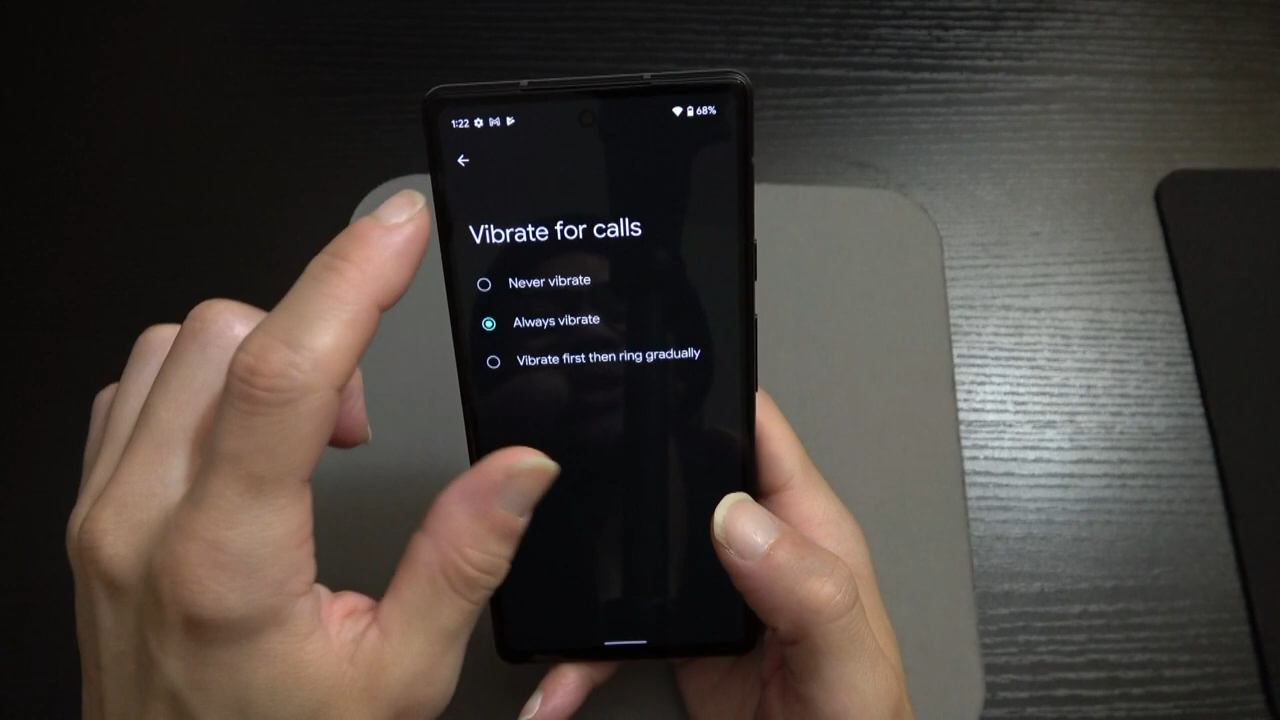 1:22 68%
Vibrate for calls
Never vibrate
Always vibrate
Vibrate first then ring gradually